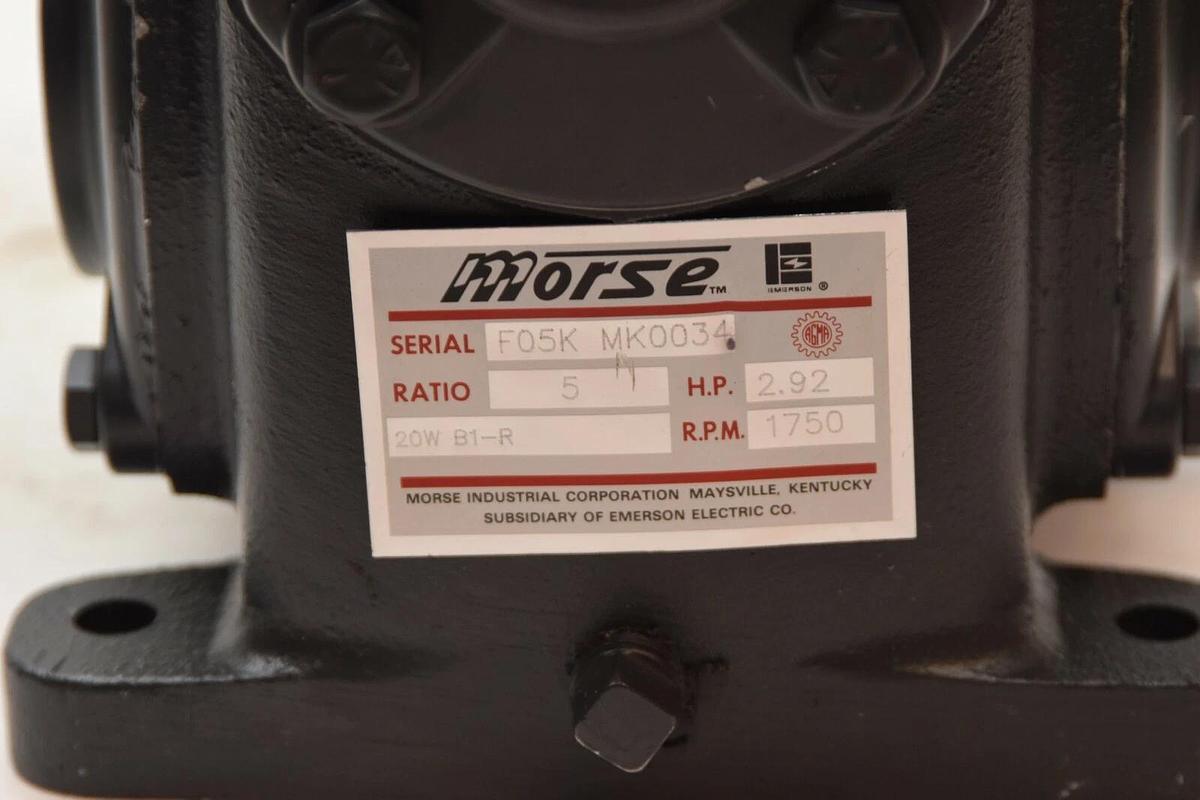 morse™
EMERSON ®
SERIAL F05K MK0034
AGMA
RATIO 5 H.P. 2.92
20W B1-R R.P.M. 1750
MORSE INDUSTRIAL CORPORATION MAYSVILLE, KENTUCKY
SUBSIDIARY OF EMERSON ELECTRIC CO.